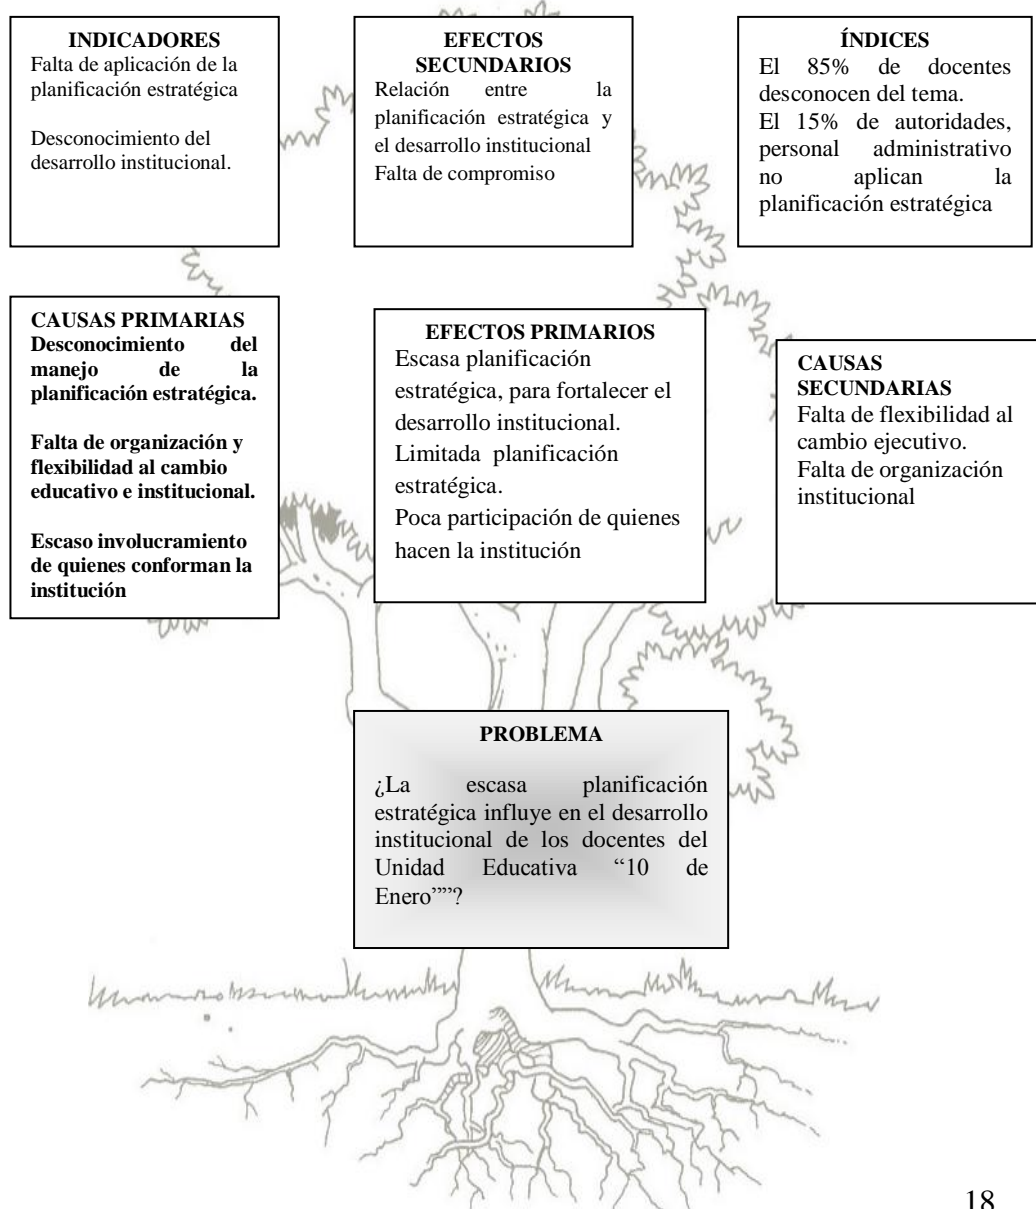 INDICADORES
Falta de aplicación de la
planificación estratégica
Desconocimiento del
desarrollo institucional.
EFECTOS
SECUNDARIOS
Relación entre la
planificación estratégica y
el desarrollo institucional
Falta de compromiso
ÍNDICES
El 85% de docentes
desconocen del tema.
El 15% de autoridades,
personal administrativo
no aplican la
planificación estratégica
CAUSAS PRIMARIAS
Desconocimiento del
manejo de la
planificación estratégica.
Falta de organización y
flexibilidad al cambio
educativo e institucional.
Escaso involucramiento
de quienes conforman la
institución
EFECTOS PRIMARIOS
Escasa planificación
estratégica, para fortalecer el
desarrollo institucional.
Limitada planificación
estratégica.
Poca participación de quienes
hacen la institución
CAUSAS
SECUNDARIAS
Falta de flexibilidad al
cambio ejecutivo.
Falta de organización
institucional
PROBLEMA
¿La escasa planificación
estratégica influye en el desarrollo
institucional de los docentes del
Unidad Educativa “10 de
Enero””?
18